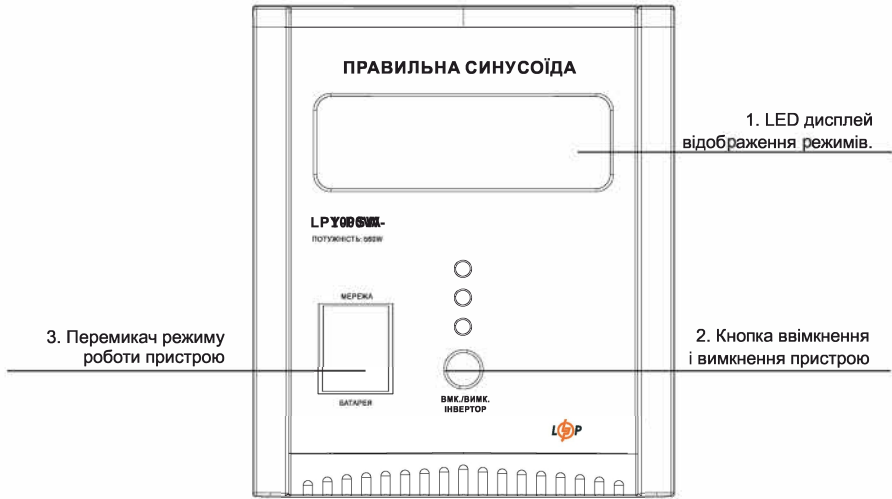 ПРАВИЛЬНА СИНУСОЇДА
1. LED дисплей
відображення режимів.
ПОТУЖНІСТЬ:
МЕРЕЖА
3. Перемикач режиму
роботи пристрою
2. Кнопка ввімкнення
і вимкнення пристрою
БАТАРЕЯ
ВМК./ВИМК.
ІНВЕРТОР
L P